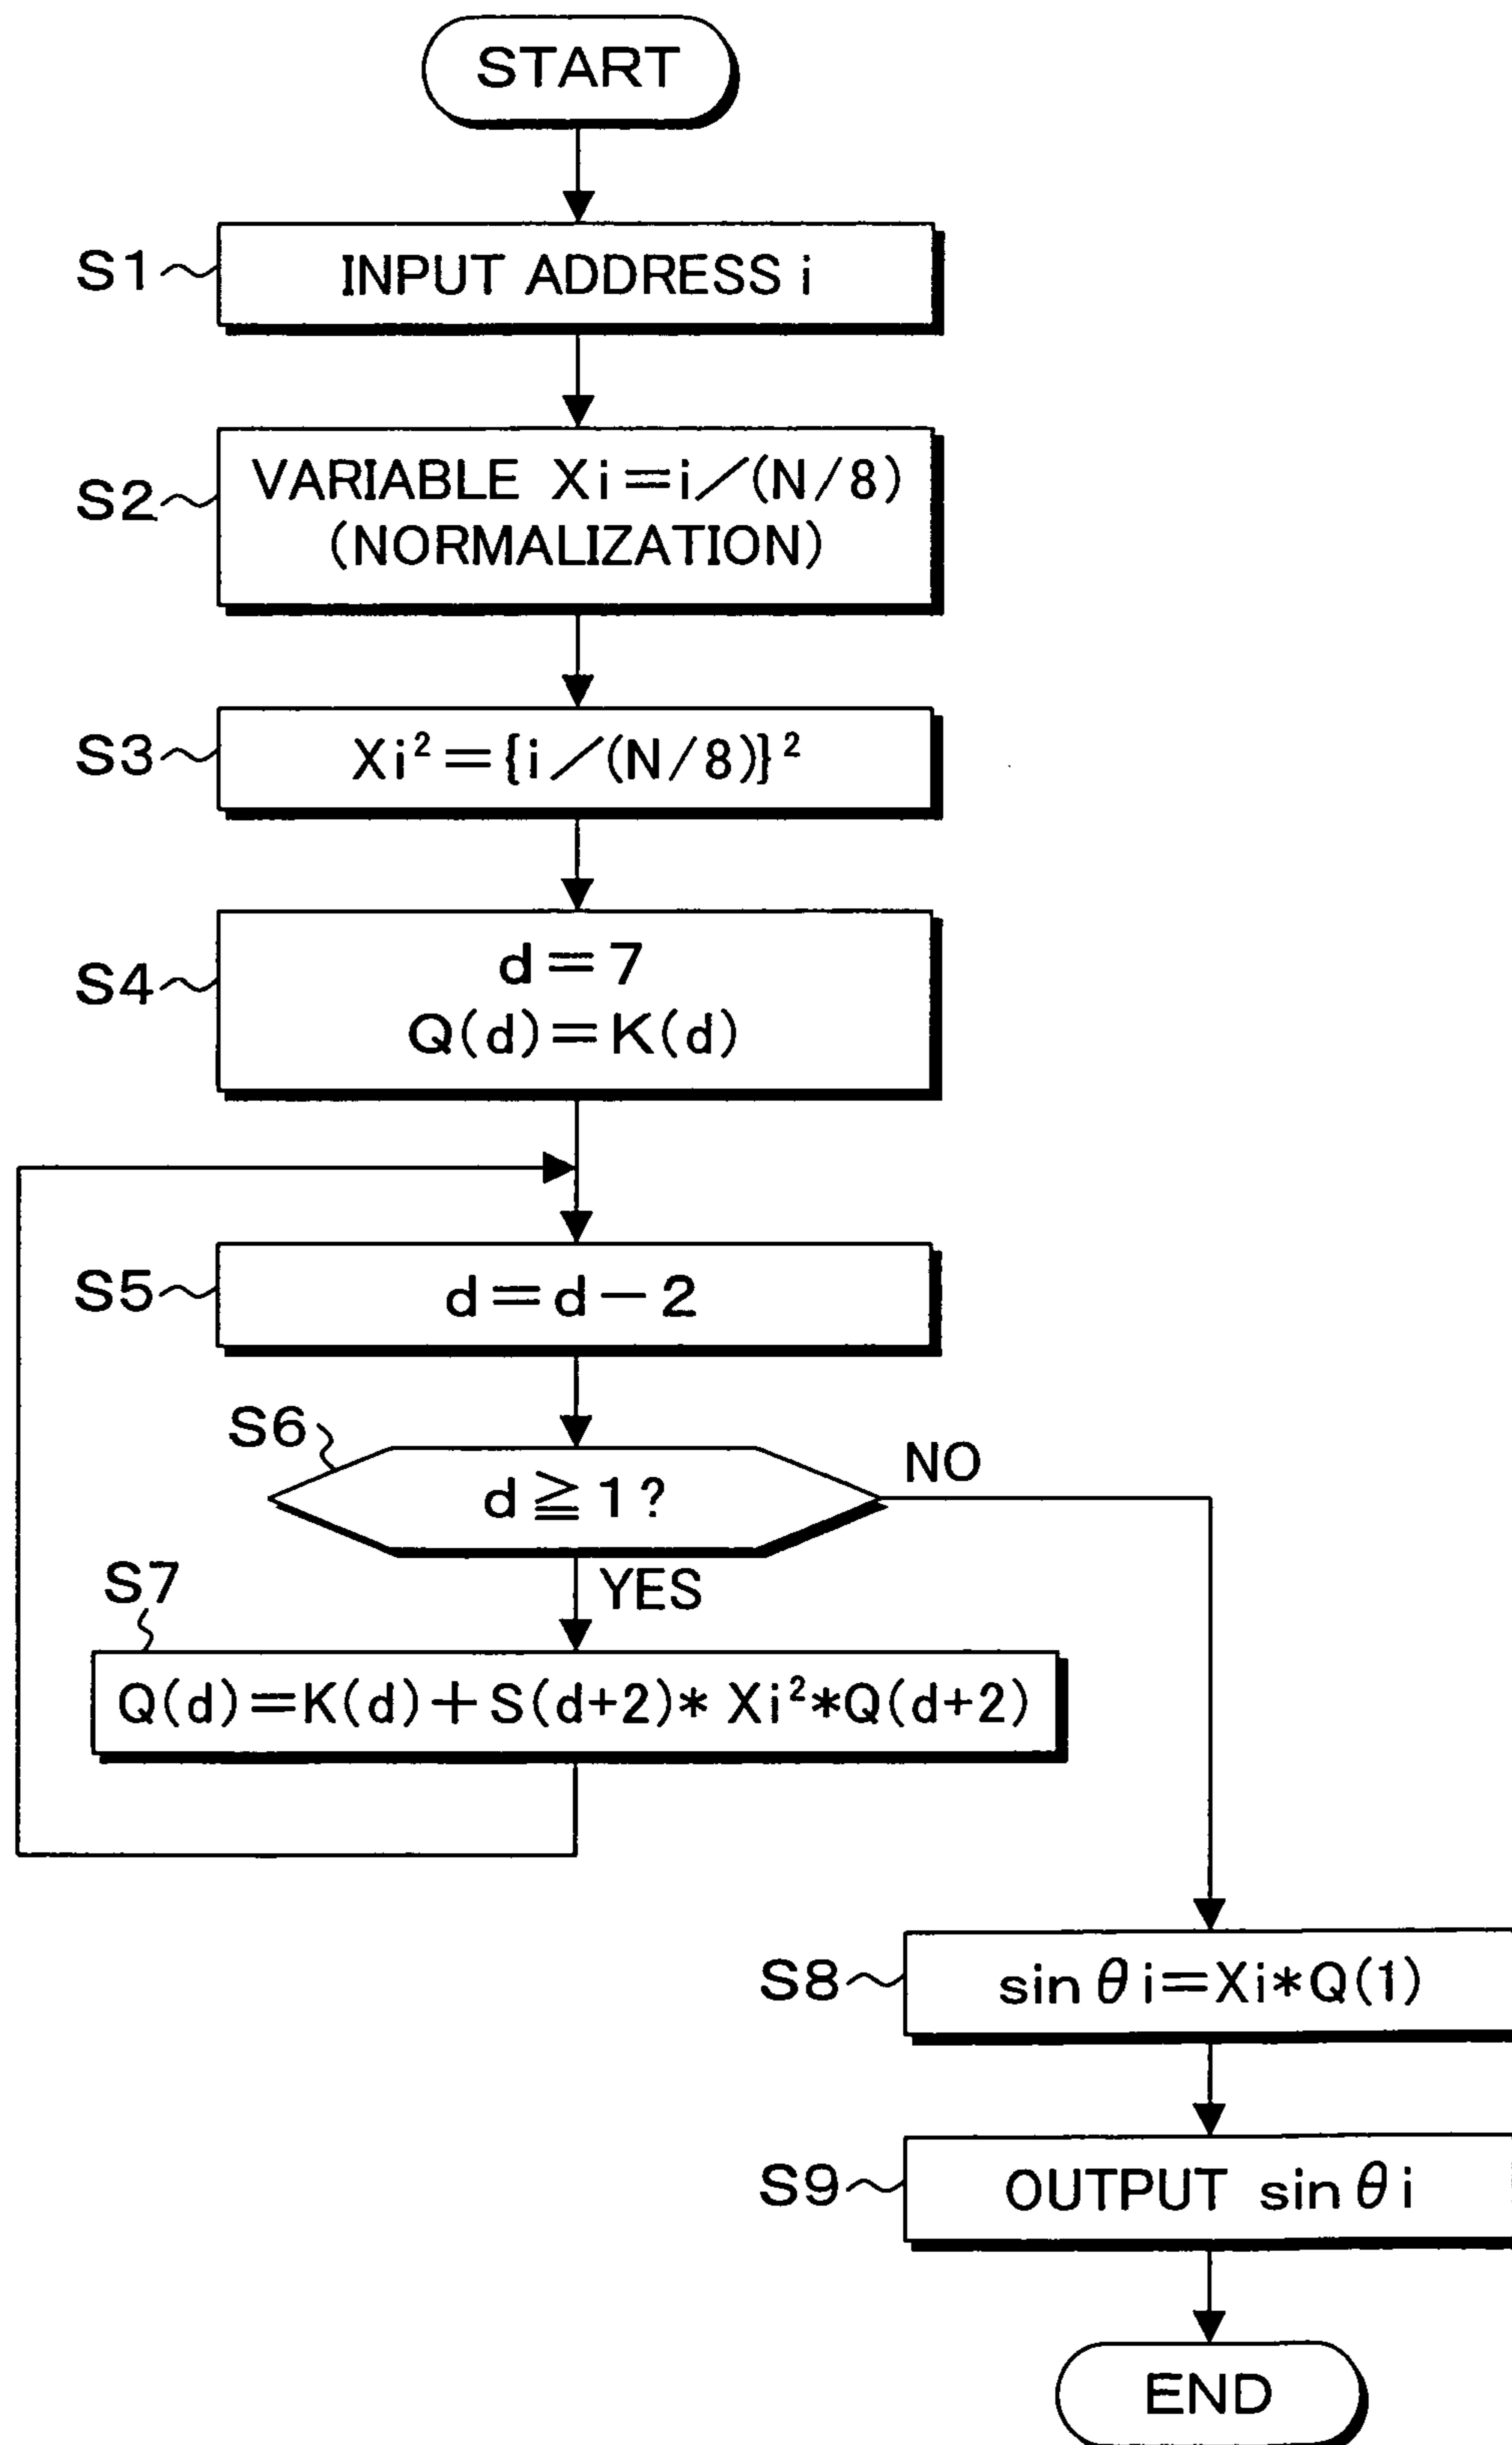 START
S1
INPUT ADDRESS i
S2
VARIABLE Xi=i/(N/8)
(NORMALIZATION)
S3
Xi²={i/(N/8)}²
S4
d=7
Q(d)=K(d)
S5
d=d-2
S6
d≧1?
NO
YES
S7
Q(d)=K(d)+S(d+2)* Xi²*Q(d+2)
S8
sinθi=Xi*Q(1)
S9
OUTPUT sinθi
END